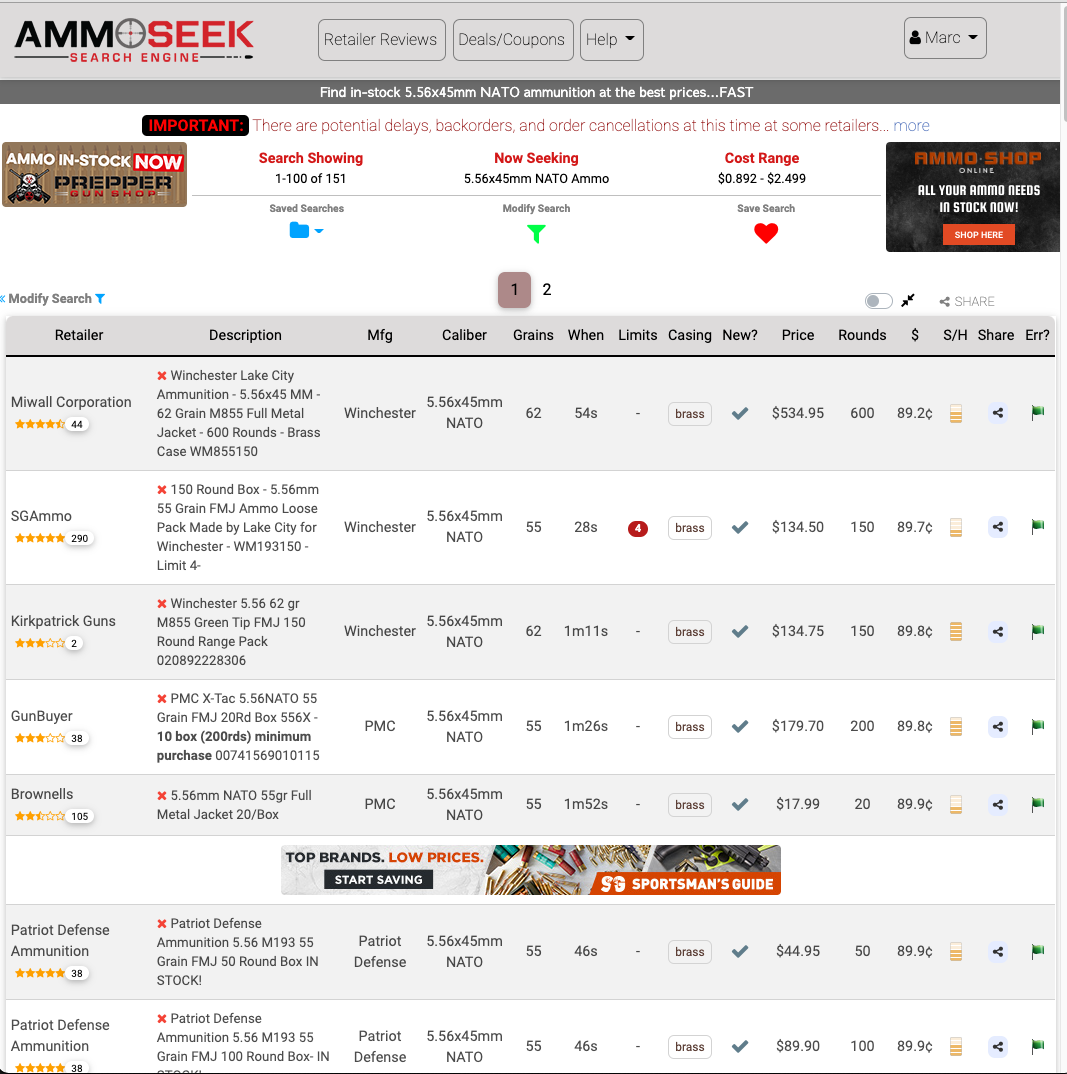 AMMOSEEK
SEARCH ENGINE
Retailer Reviews
Deals/Coupons
Help
Marc
Find in-stock 5.56x45mm NATO ammunition at the best prices...FAST
IMPORTANT: There are potential delays, backorders, and order cancellations at this time at some retailers... more
AMMO IN-STOCK NOW
PREPPER
GUN SHOP
Search Showing
1-100 of 151
Now Seeking
5.56x45mm NATO Ammo
Cost Range
$0.892 - $2.499
Saved Searches
Modify Search
Save Search
AMMO·SHOP
ONLINE
ALL YOUR AMMO NEEDS
IN STOCK NOW!
SHOP HERE
« Modify Search
1 2
SHARE
Retailer Description Mfg Caliber Grains When Limits Casing New? Price Rounds $ S/H Share Err?
Miwall Corporation
44
Winchester Lake City
Ammunition - 5.56x45 MM -
62 Grain M855 Full Metal
Jacket - 600 Rounds - Brass
Case WM855150
Winchester
5.56x45mm
NATO
62 54s - brass $534.95 600 89.2¢
SGAmmo
290
150 Round Box - 5.56mm
55 Grain FMJ Ammo Loose
Pack Made by Lake City for
Winchester - WM193150 -
Limit 4-
Winchester
5.56x45mm
NATO
55 28s 4 brass $134.50 150 89.7¢
Kirkpatrick Guns
2
Winchester 5.56 62 gr
M855 Green Tip FMJ 150
Round Range Pack
020892228306
Winchester
5.56x45mm
NATO
62 1m11s - brass $134.75 150 89.8¢
GunBuyer
38
PMC X-Tac 5.56NATO 55
Grain FMJ 20Rd Box 556X -
10 box (200rds) minimum
purchase 00741569010115
PMC
5.56x45mm
NATO
55 1m26s - brass $179.70 200 89.8¢
Brownells
105
5.56mm NATO 55gr Full
Metal Jacket 20/Box
PMC
5.56x45mm
NATO
55 1m52s - brass $17.99 20 89.9¢
TOP BRANDS. LOW PRICES.
START SAVING
SG SPORTSMAN'S GUIDE
Patriot Defense
Ammunition
38
Patriot Defense
Ammunition 5.56 M193 55
Grain FMJ 50 Round Box IN
STOCK!
Patriot
Defense
5.56x45mm
NATO
55 46s - brass $44.95 50 89.9¢
Patriot Defense
Ammunition
38
Patriot Defense
Ammunition 5.56 M193 55
Grain FMJ 100 Round Box- IN
STOCK!
Patriot
Defense
5.56x45mm
NATO
55 46s - brass $89.90 100 89.9¢